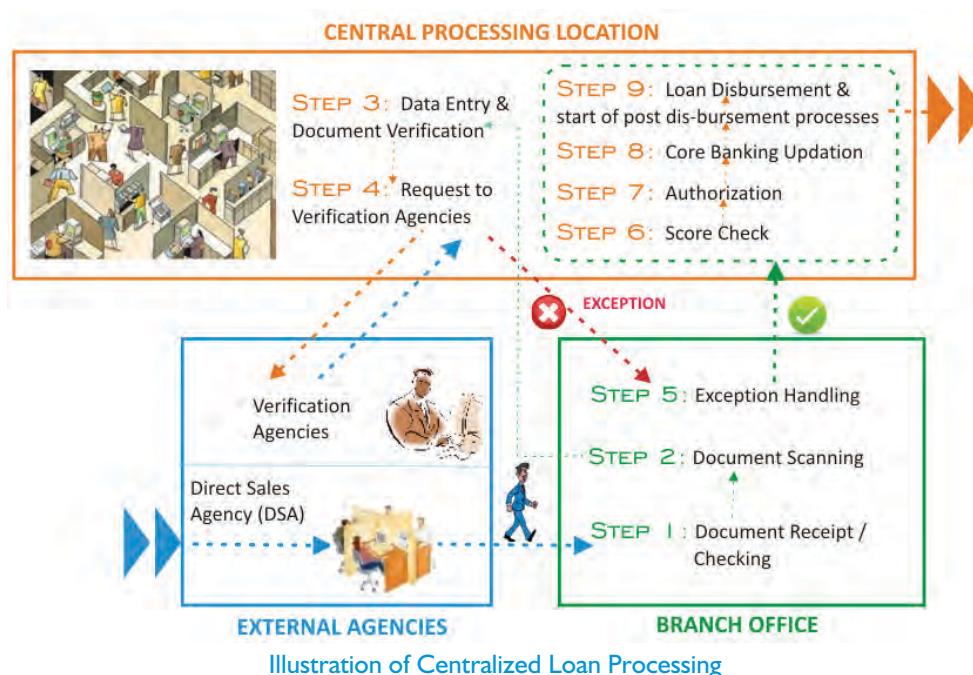 CENTRAL PROCESSING LOCATION
STEP 3: Data Entry &
Document Verification
STEP 4: Request to
Verification Agencies
STEP 9: Loan Disbursement &
start of post dis-bursement processes
STEP 8: Core Banking Updation
STEP 7: Authorization
STEP 6: Score Check
EXCEPTION
Verification
Agencies
Direct Sales
Agency (DSA)
STEP 5: Exception Handling
STEP 2: Document Scanning
STEP 1: Document Receipt /
Checking
EXTERNAL AGENCIES
BRANCH OFFICE
Illustration of Centralized Loan Processing